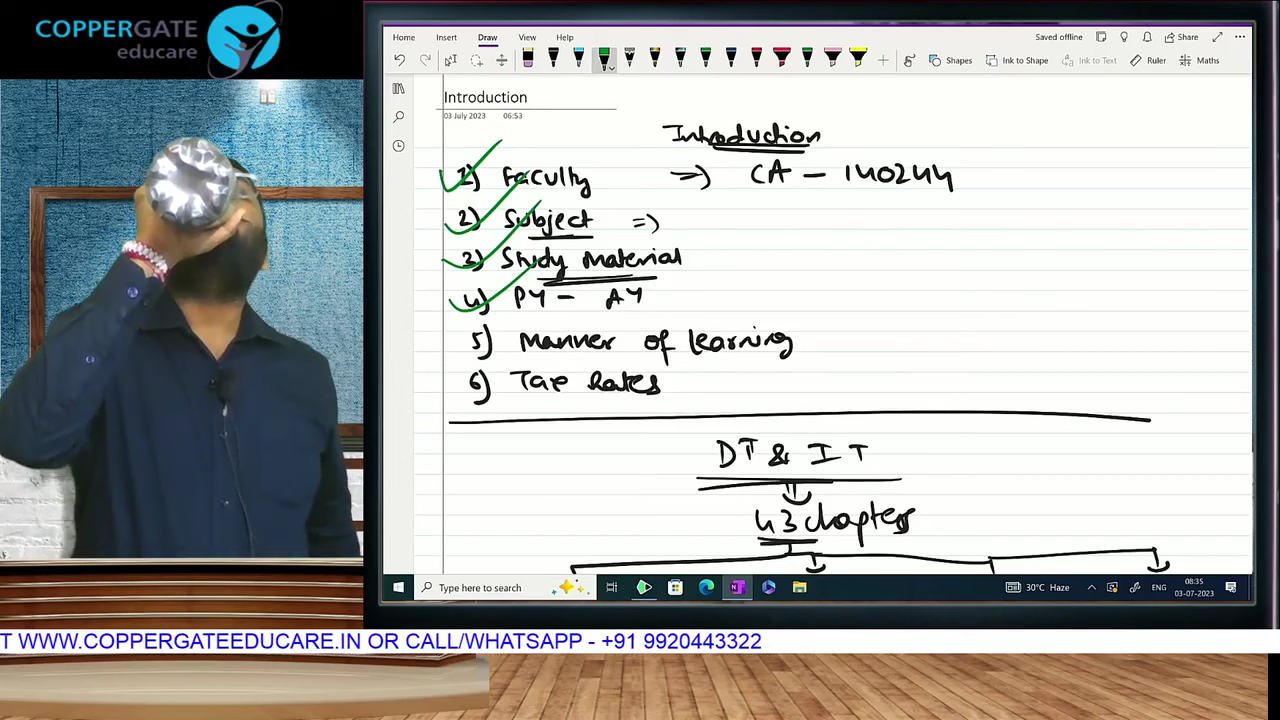 COPPERGATE
educare
Home Insert Draw View Help
Saved offline
Share
Shapes
Ink to Shape
Ink to Text
Ruler
Maths
Introduction
03 July 2023 06:53
Introduction
1) Faculty => CA - 140244
2) Subject =>
3) Study Material
4) PY - AY
5) Manner of learning
6) Tax Rates
DT & IT
43 chapters
Type here to search
30°C Haze
ENG
08:35
03-07-2023
T WWW.COPPERGATEEDUCARE.IN OR CALL/WHATSAPP - +91 9920443322